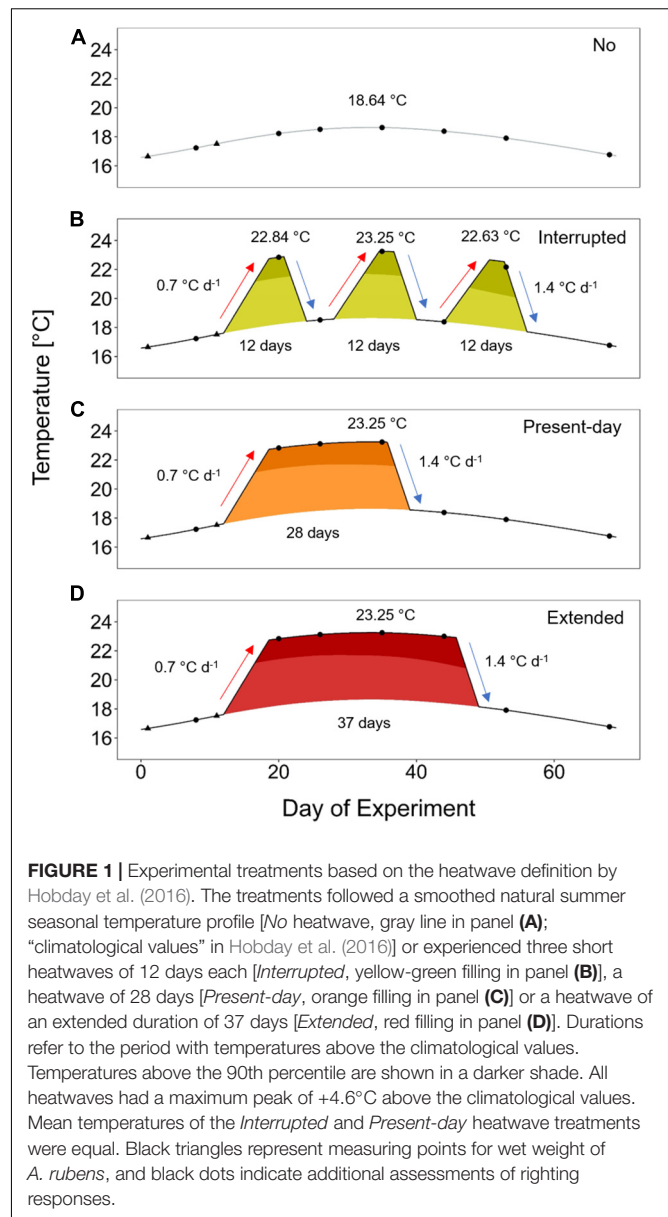 A
No
24
22
20
18
16
18.64 °C
B
Interrupted
24
22
20
18
16
22.84 °C
23.25 °C
22.63 °C
0.7 °C d-1
1.4 °C d-1
12 days
12 days
12 days
Temperature [°C]
C
Present-day
24
22
20
18
16
23.25 °C
0.7 °C d-1
1.4 °C d-1
28 days
D
Extended
24
22
20
18
16
23.25 °C
0.7 °C d-1
1.4 °C d-1
37 days
0
20
40
60
Day of Experiment
FIGURE 1 | Experimental treatments based on the heatwave definition by
Hobday et al. (2016). The treatments followed a smoothed natural summer
seasonal temperature profile [No heatwave, gray line in panel (A);
“climatological values” in Hobday et al. (2016)] or experienced three short
heatwaves of 12 days each [Interrupted, yellow-green filling in panel (B)], a
heatwave of 28 days [Present-day, orange filling in panel (C)] or a heatwave of
an extended duration of 37 days [Extended, red filling in panel (D)]. Durations
refer to the period with temperatures above the climatological values.
Temperatures above the 90th percentile are shown in a darker shade. All
heatwaves had a maximum peak of +4.6°C above the climatological values.
Mean temperatures of the Interrupted and Present-day heatwave treatments
were equal. Black triangles represent measuring points for wet weight of
A. rubens, and black dots indicate additional assessments of righting
responses.